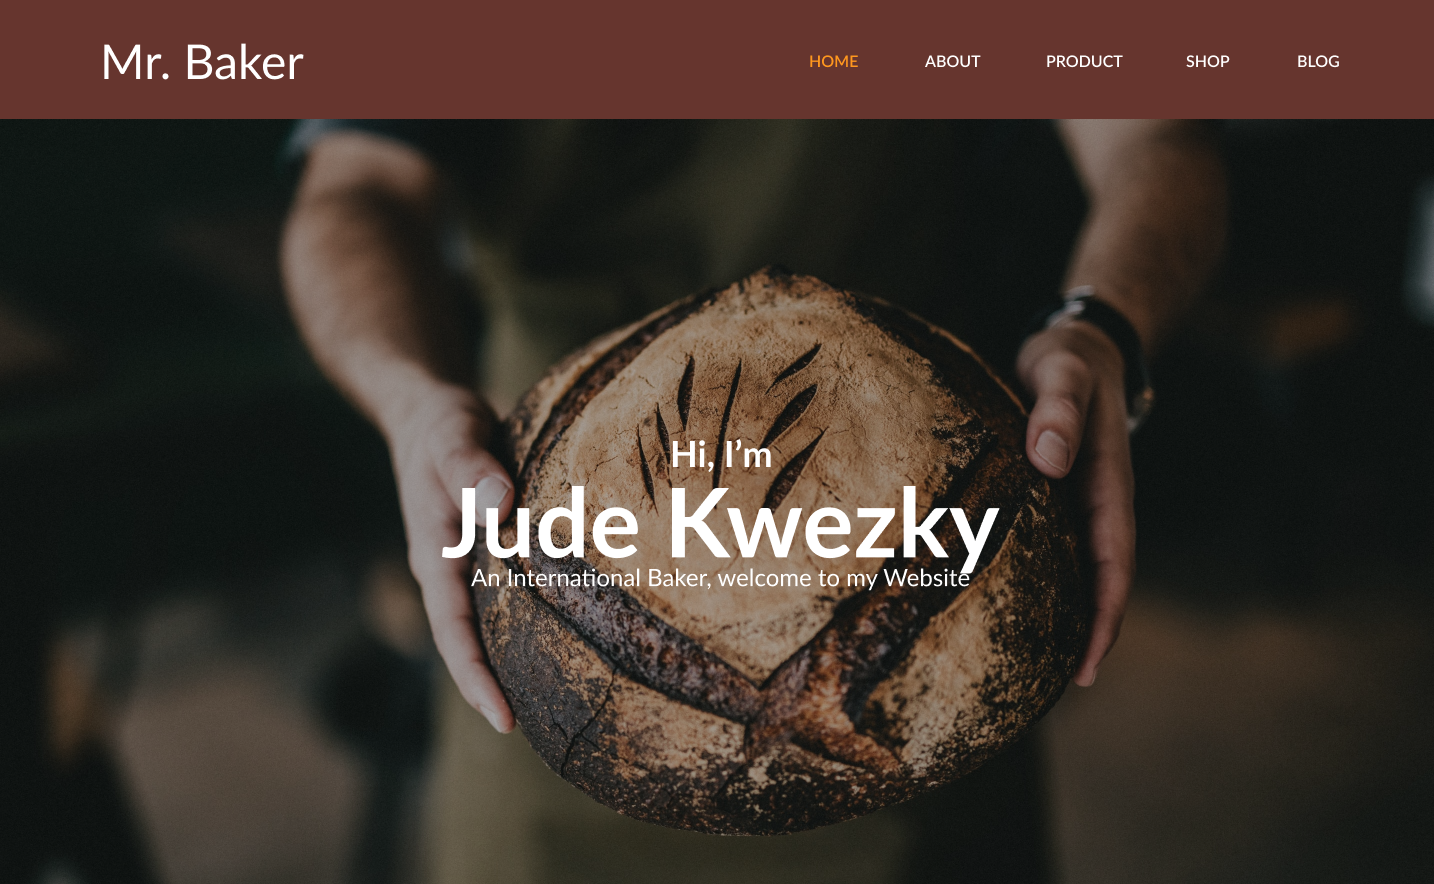 Mr. Baker
HOME ABOUT PRODUCT SHOP BLOG
Hi, I’m
Jude Kwezky
An International Baker, welcome to my Website